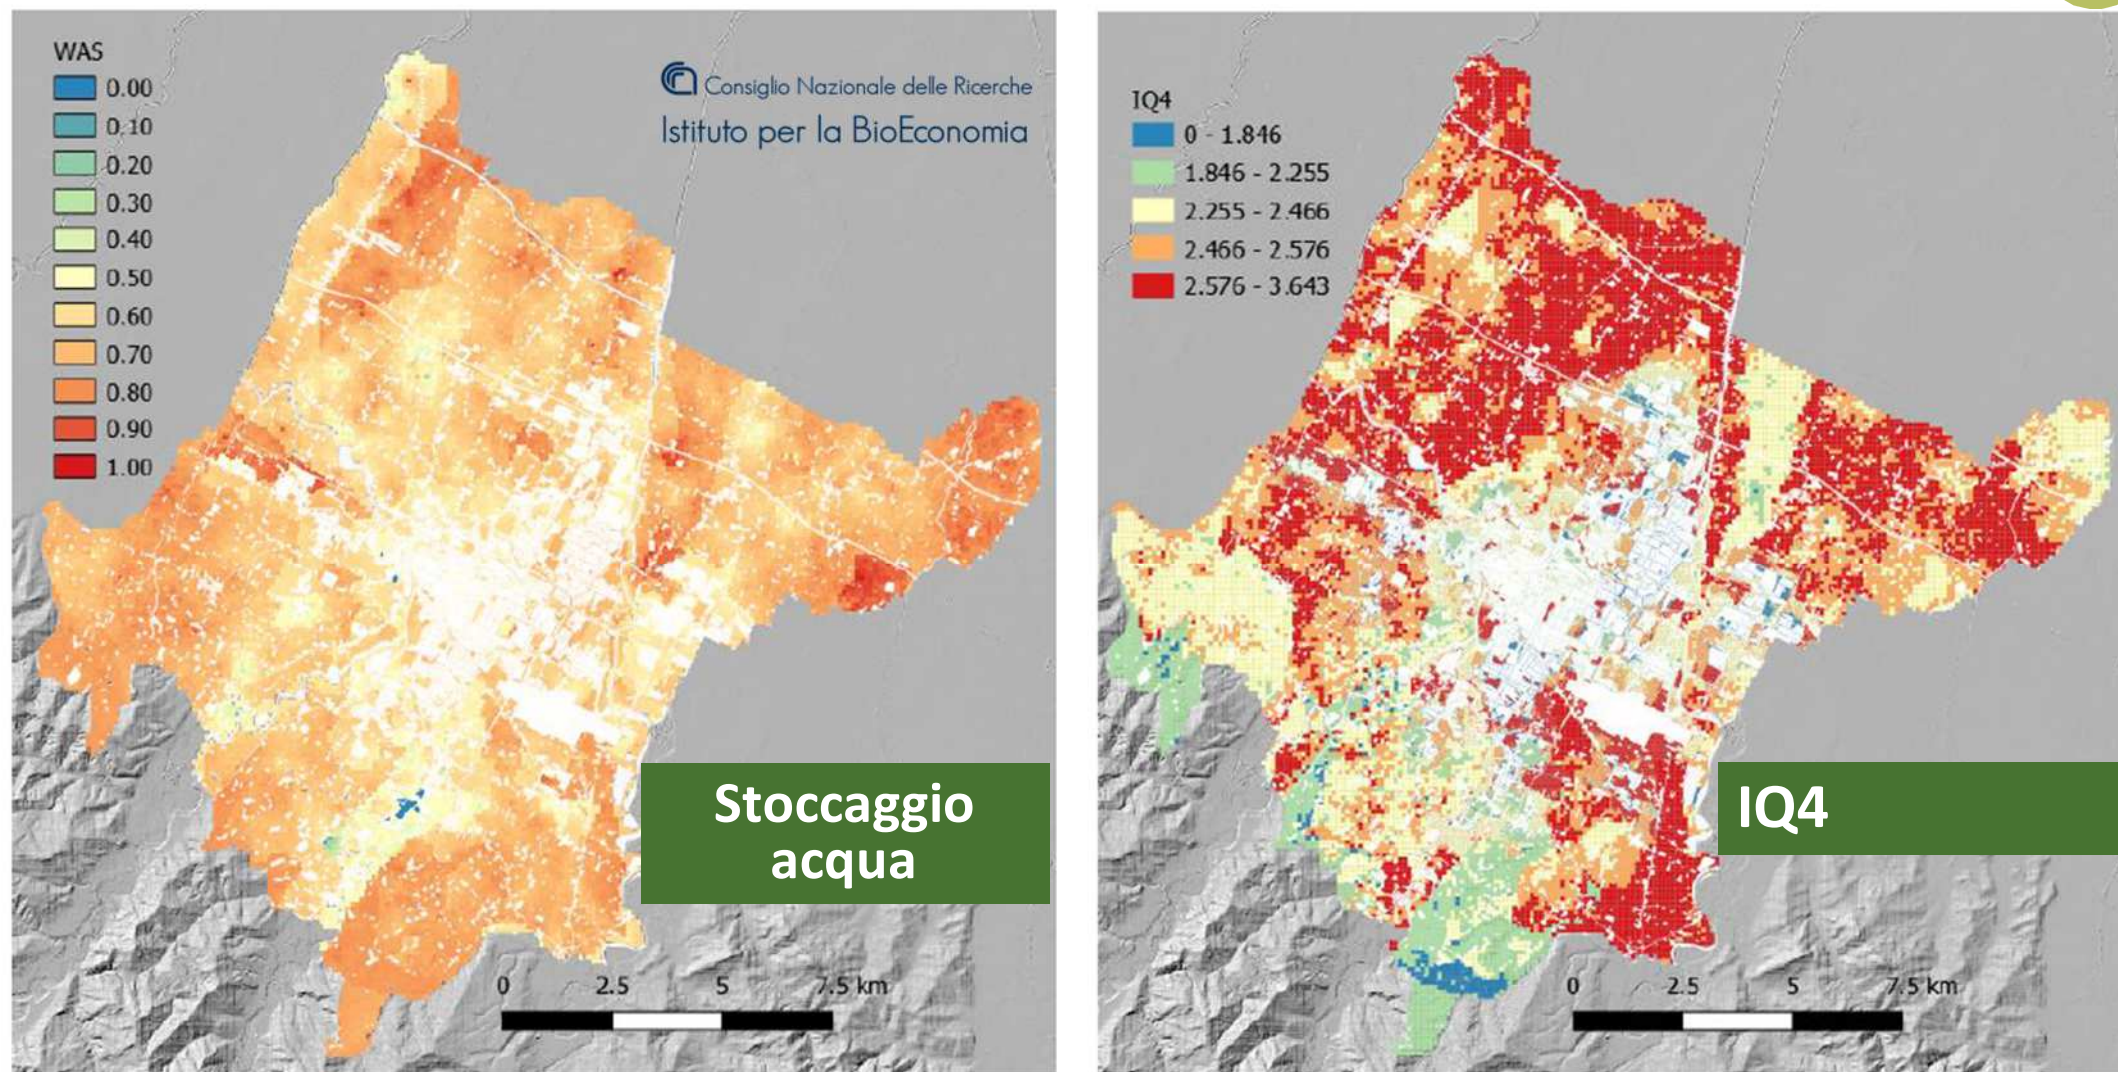 WAS
0.00
0.10
0.20
0.30
0.40
0.50
0.60
0.70
0.80
0.90
1.00
Consiglio Nazionale delle Ricerche
Istituto per la BioEconomia
Stoccaggio
acqua
0 2.5 5 7.5 km
IQ4
0 - 1.846
1.846 - 2.255
2.255 - 2.466
2.466 - 2.576
2.576 - 3.643
IQ4
0 2.5 5 7.5 km